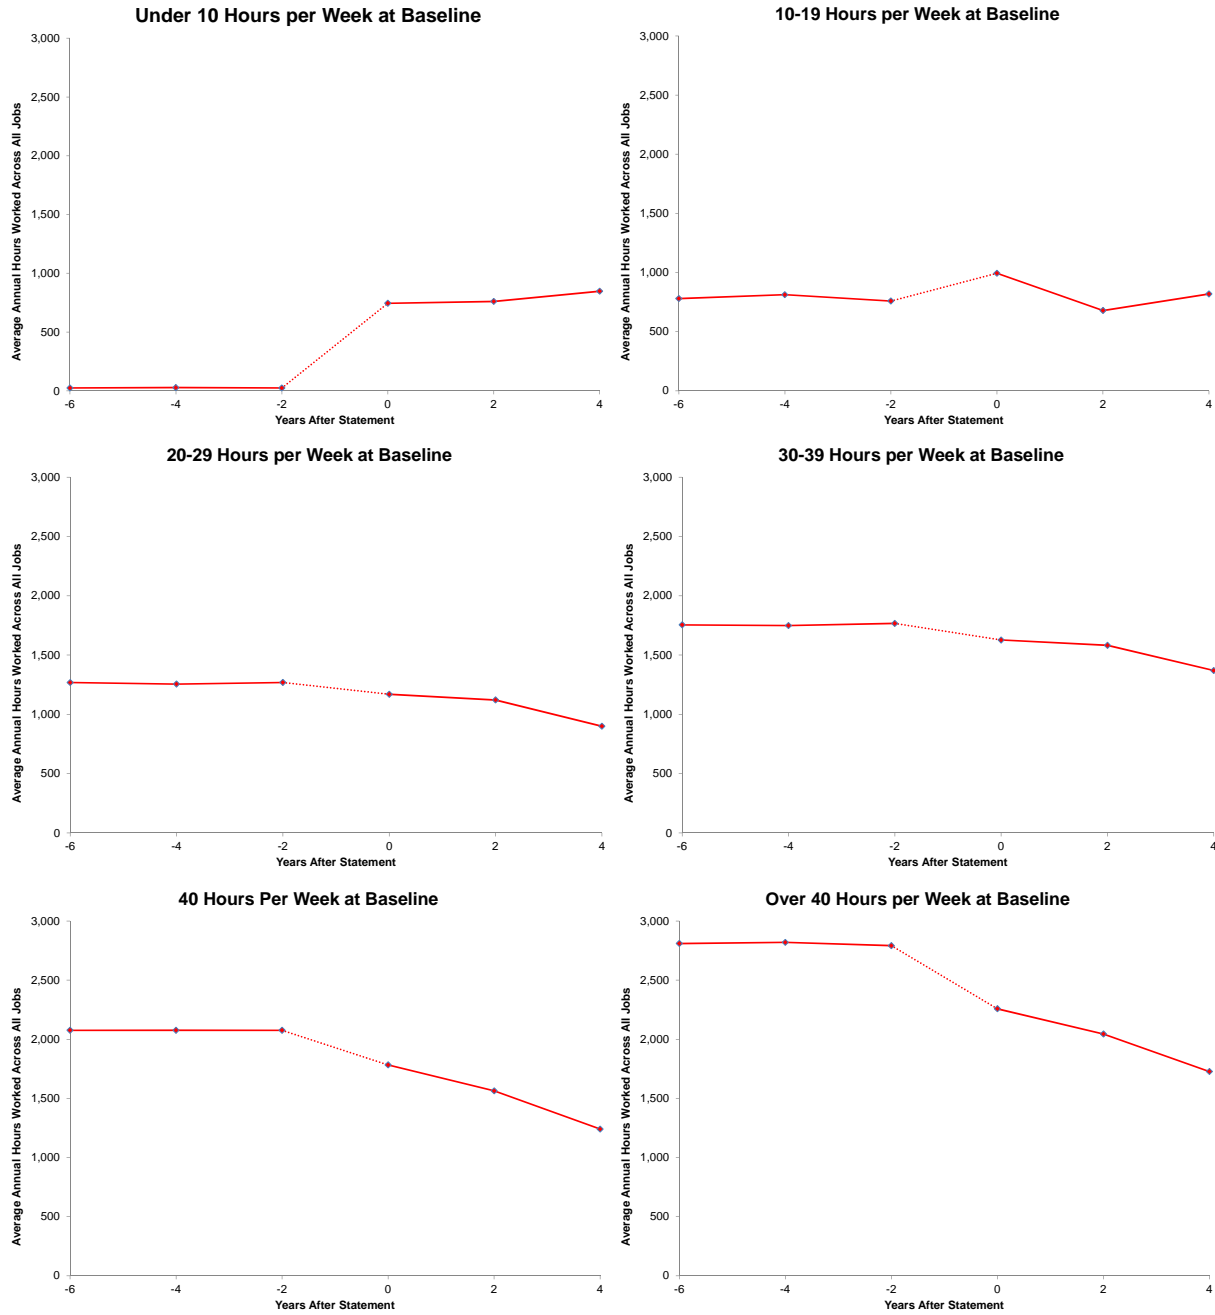 Under 10 Hours per Week at Baseline
Average Annual Hours Worked Across All Jobs
3,000
2,500
2,000
1,500
1,000
500
0
-6 -4 -2 0 2 4
Years After Statement
10-19 Hours per Week at Baseline
Average Annual Hours Worked Across All Jobs
3,000
2,500
2,000
1,500
1,000
500
0
-6 -4 -2 0 2 4
Years After Statement
20-29 Hours per Week at Baseline
Average Annual Hours Worked Across All Jobs
3,000
2,500
2,000
1,500
1,000
500
0
-6 -4 -2 0 2 4
Years After Statement
30-39 Hours per Week at Baseline
Average Annual Hours Worked Across All Jobs
3,000
2,500
2,000
1,500
1,000
500
0
-6 -4 -2 0 2 4
Years After Statement
40 Hours Per Week at Baseline
Average Annual Hours Worked Across All Jobs
3,000
2,500
2,000
1,500
1,000
500
0
-6 -4 -2 0 2 4
Years After Statement
Over 40 Hours per Week at Baseline
Average Annual Hours Worked Across All Jobs
3,000
2,500
2,000
1,500
1,000
500
0
-6 -4 -2 0 2 4
Years After Statement